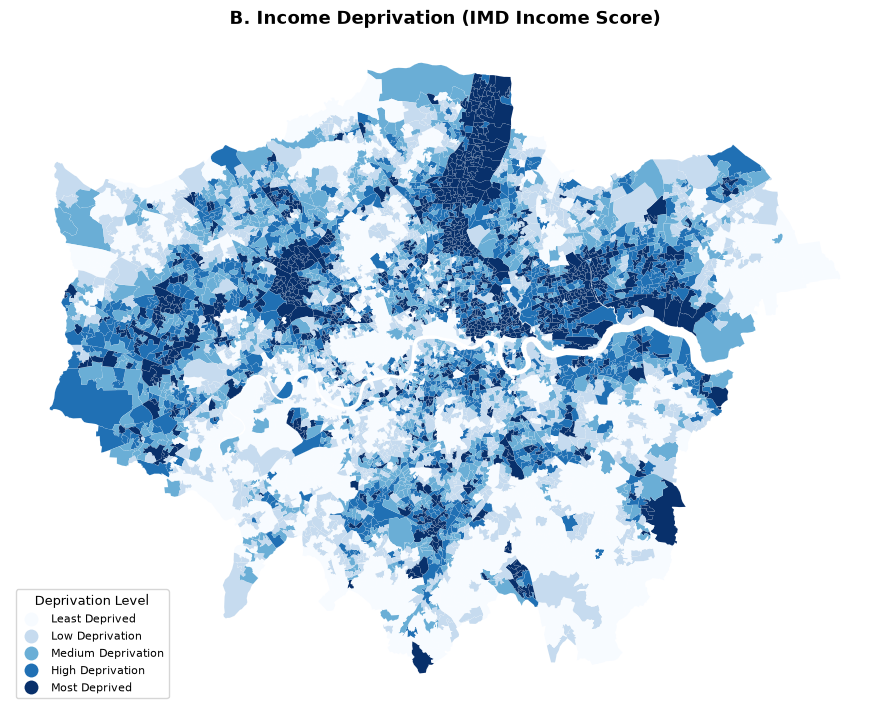 B. Income Deprivation (IMD Income Score)
Deprivation Level
Least Deprived
Low Deprivation
Medium Deprivation
High Deprivation
Most Deprived